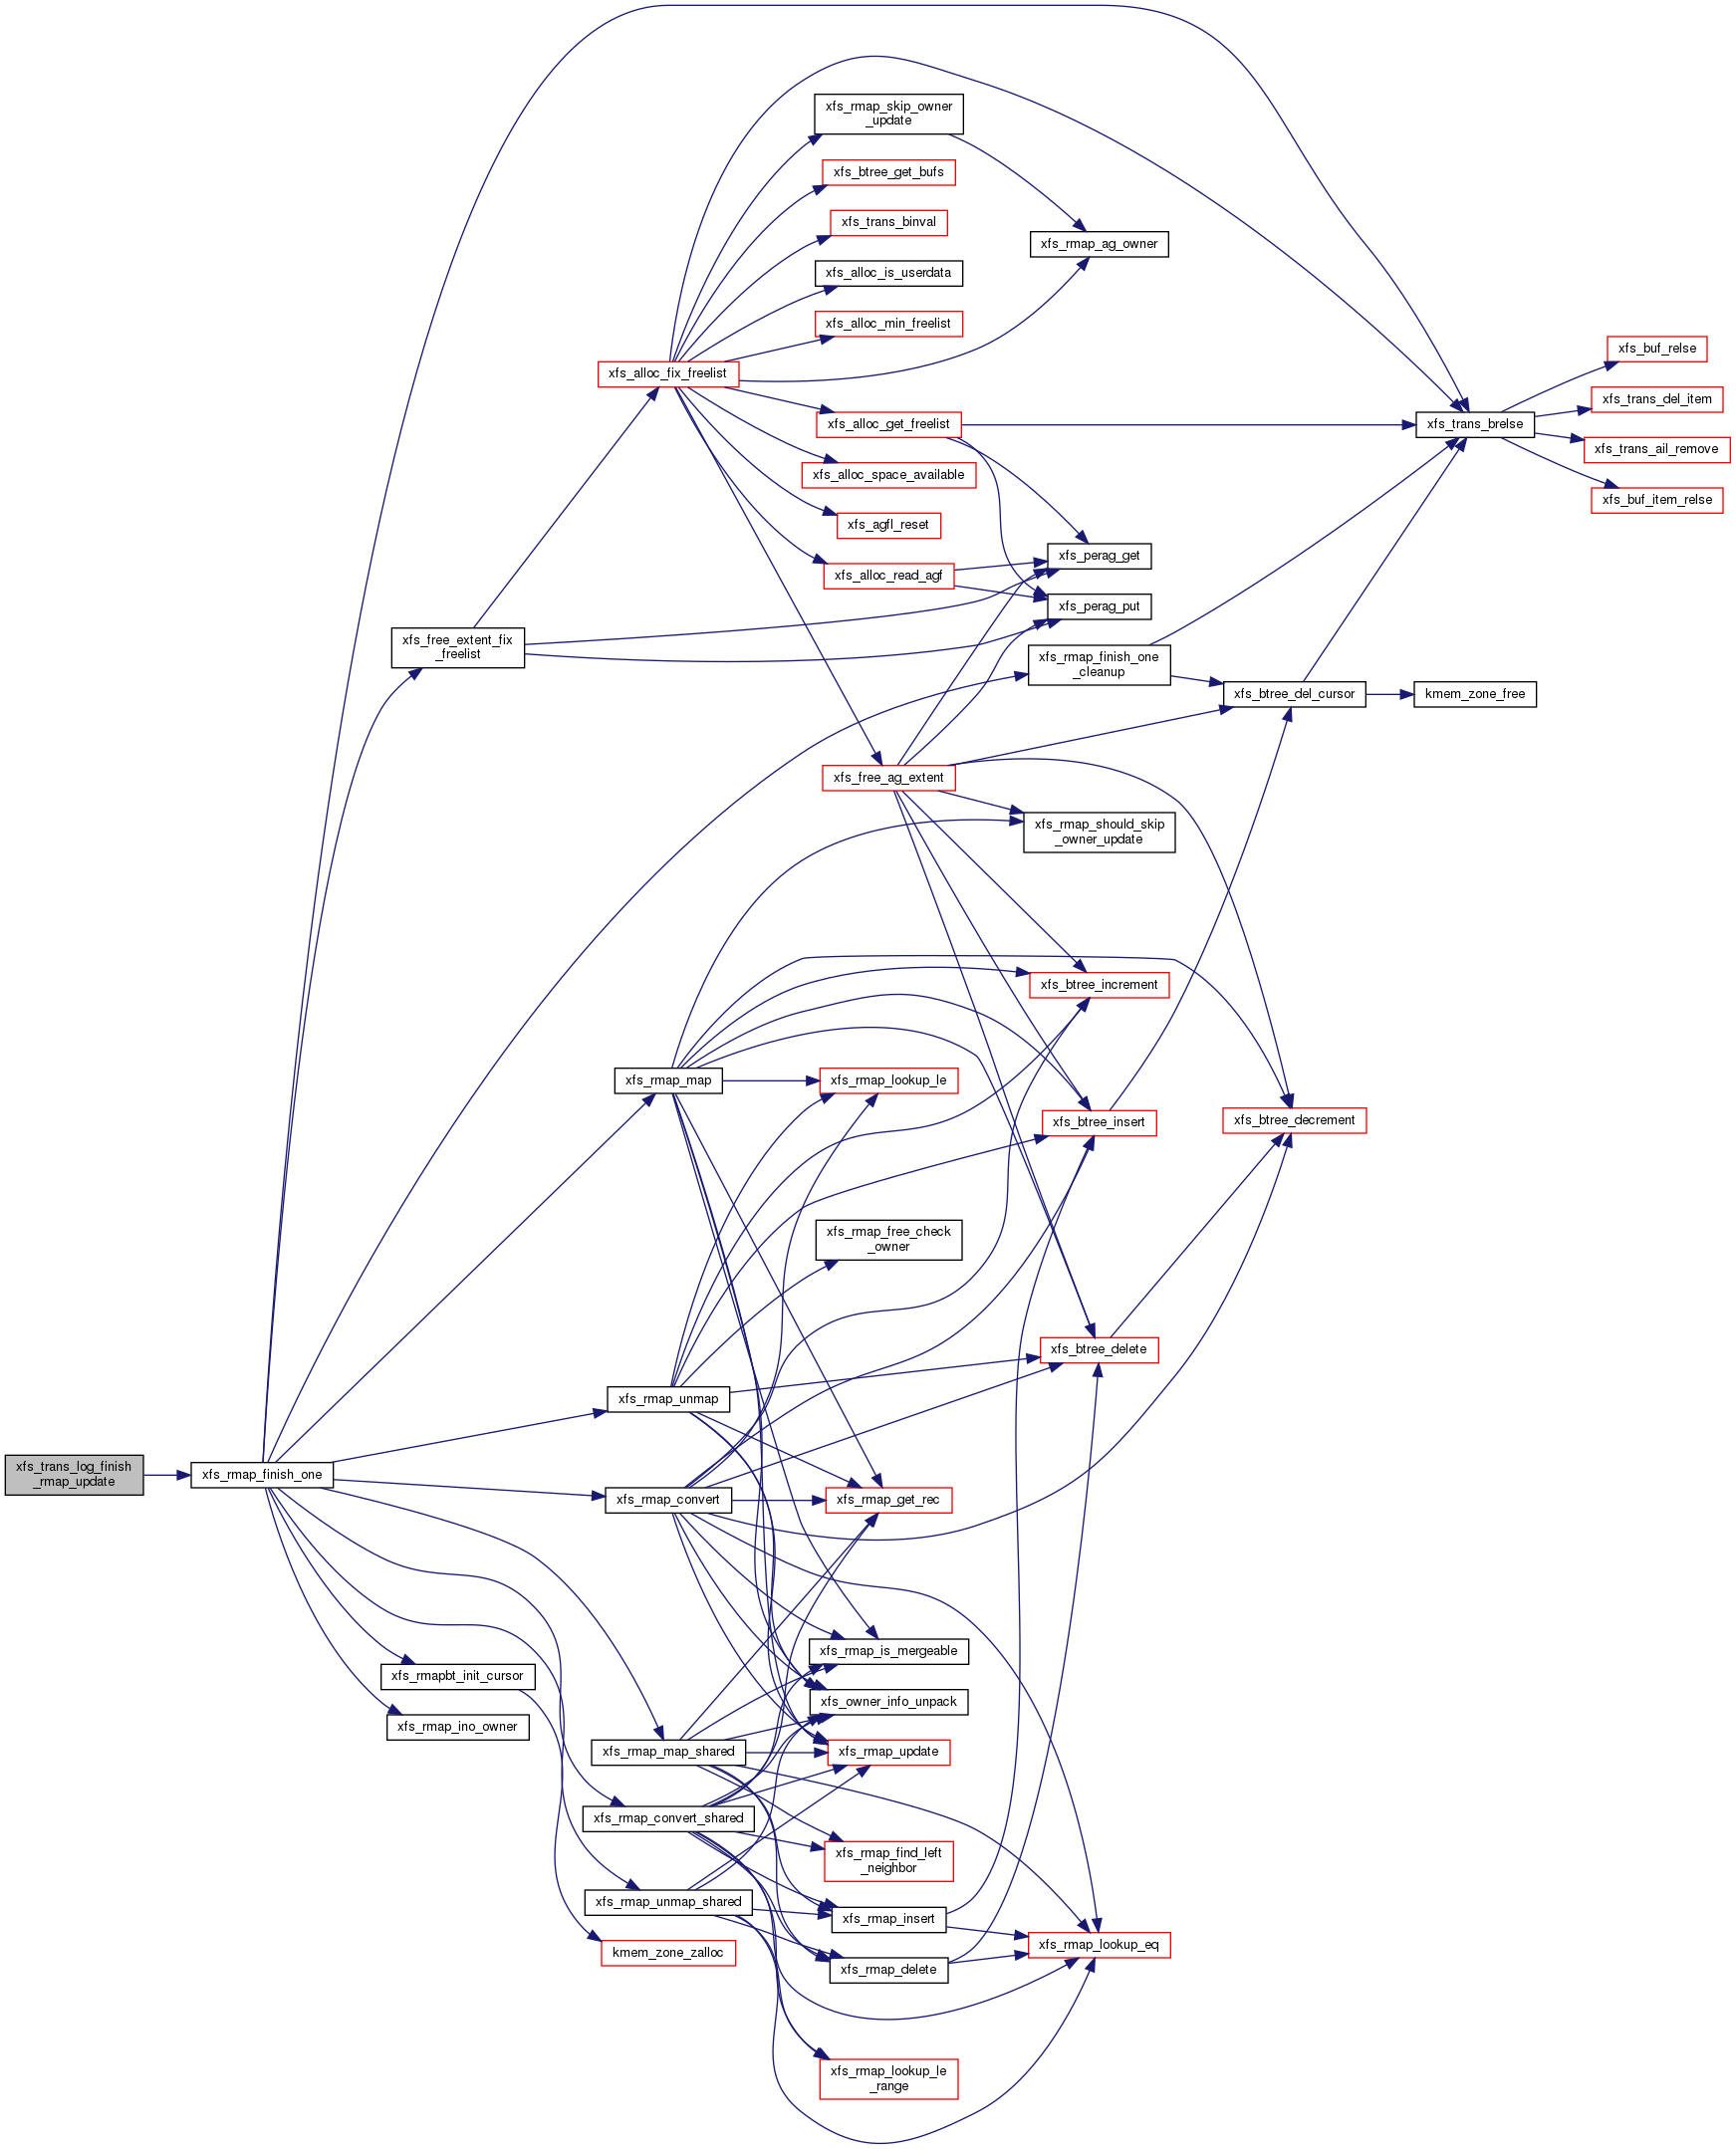 xfs_rmap_skip_owner
_update
xfs_btree_get_bufs
xfs_trans_binval
xfs_rmap_ag_owner
xfs_alloc_is_userdata
xfs_alloc_min_freelist
xfs_buf_relse
xfs_alloc_fix_freelist
xfs_trans_del_item
xfs_alloc_get_freelist
xfs_trans_brelse
xfs_trans_ail_remove
xfs_alloc_space_available
xfs_buf_item_relse
xfs_agfl_reset
xfs_perag_get
xfs_alloc_read_agf
xfs_perag_put
xfs_free_extent_fix
_freelist
xfs_rmap_finish_one
_cleanup
xfs_btree_del_cursor
kmem_zone_free
xfs_free_ag_extent
xfs_rmap_should_skip
_owner_update
xfs_btree_increment
xfs_rmap_map
xfs_rmap_lookup_le
xfs_btree_insert
xfs_btree_decrement
xfs_rmap_free_check
_owner
xfs_btree_delete
xfs_rmap_unmap
xfs_trans_log_finish
_rmap_update
xfs_rmap_finish_one
xfs_rmap_convert
xfs_rmap_get_rec
xfs_rmap_is_mergeable
xfs_rmapbt_init_cursor
xfs_owner_info_unpack
xfs_rmap_ino_owner
xfs_rmap_map_shared
xfs_rmap_update
xfs_rmap_convert_shared
xfs_rmap_find_left
_neighbor
xfs_rmap_unmap_shared
xfs_rmap_insert
xfs_rmap_lookup_eq
kmem_zone_zalloc
xfs_rmap_delete
xfs_rmap_lookup_le
_range